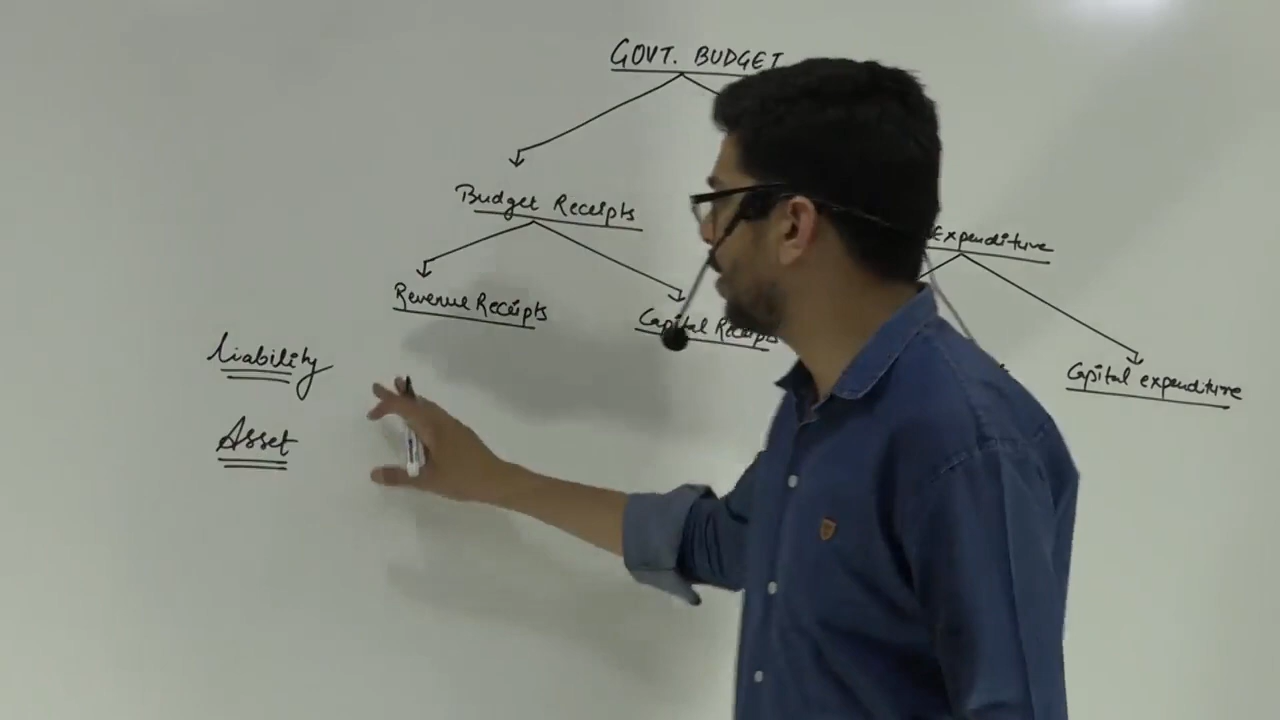 GOVT. BUDGET
Budget Receipts
Expenditure
Revenue Receipts
Capital Receipts
Capital expenditure
Liability
Asset